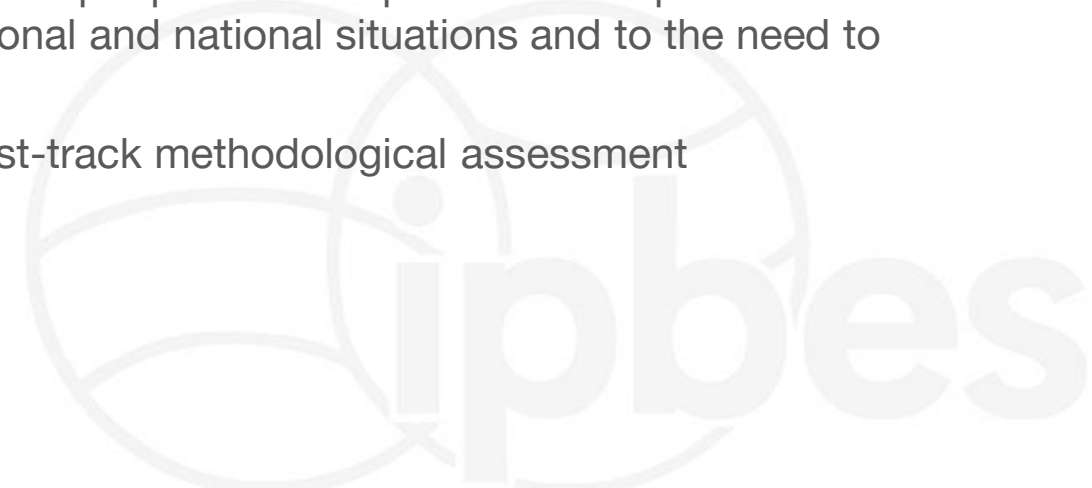 onal and national situations and to the need to
st-track methodological assessment
ipbes